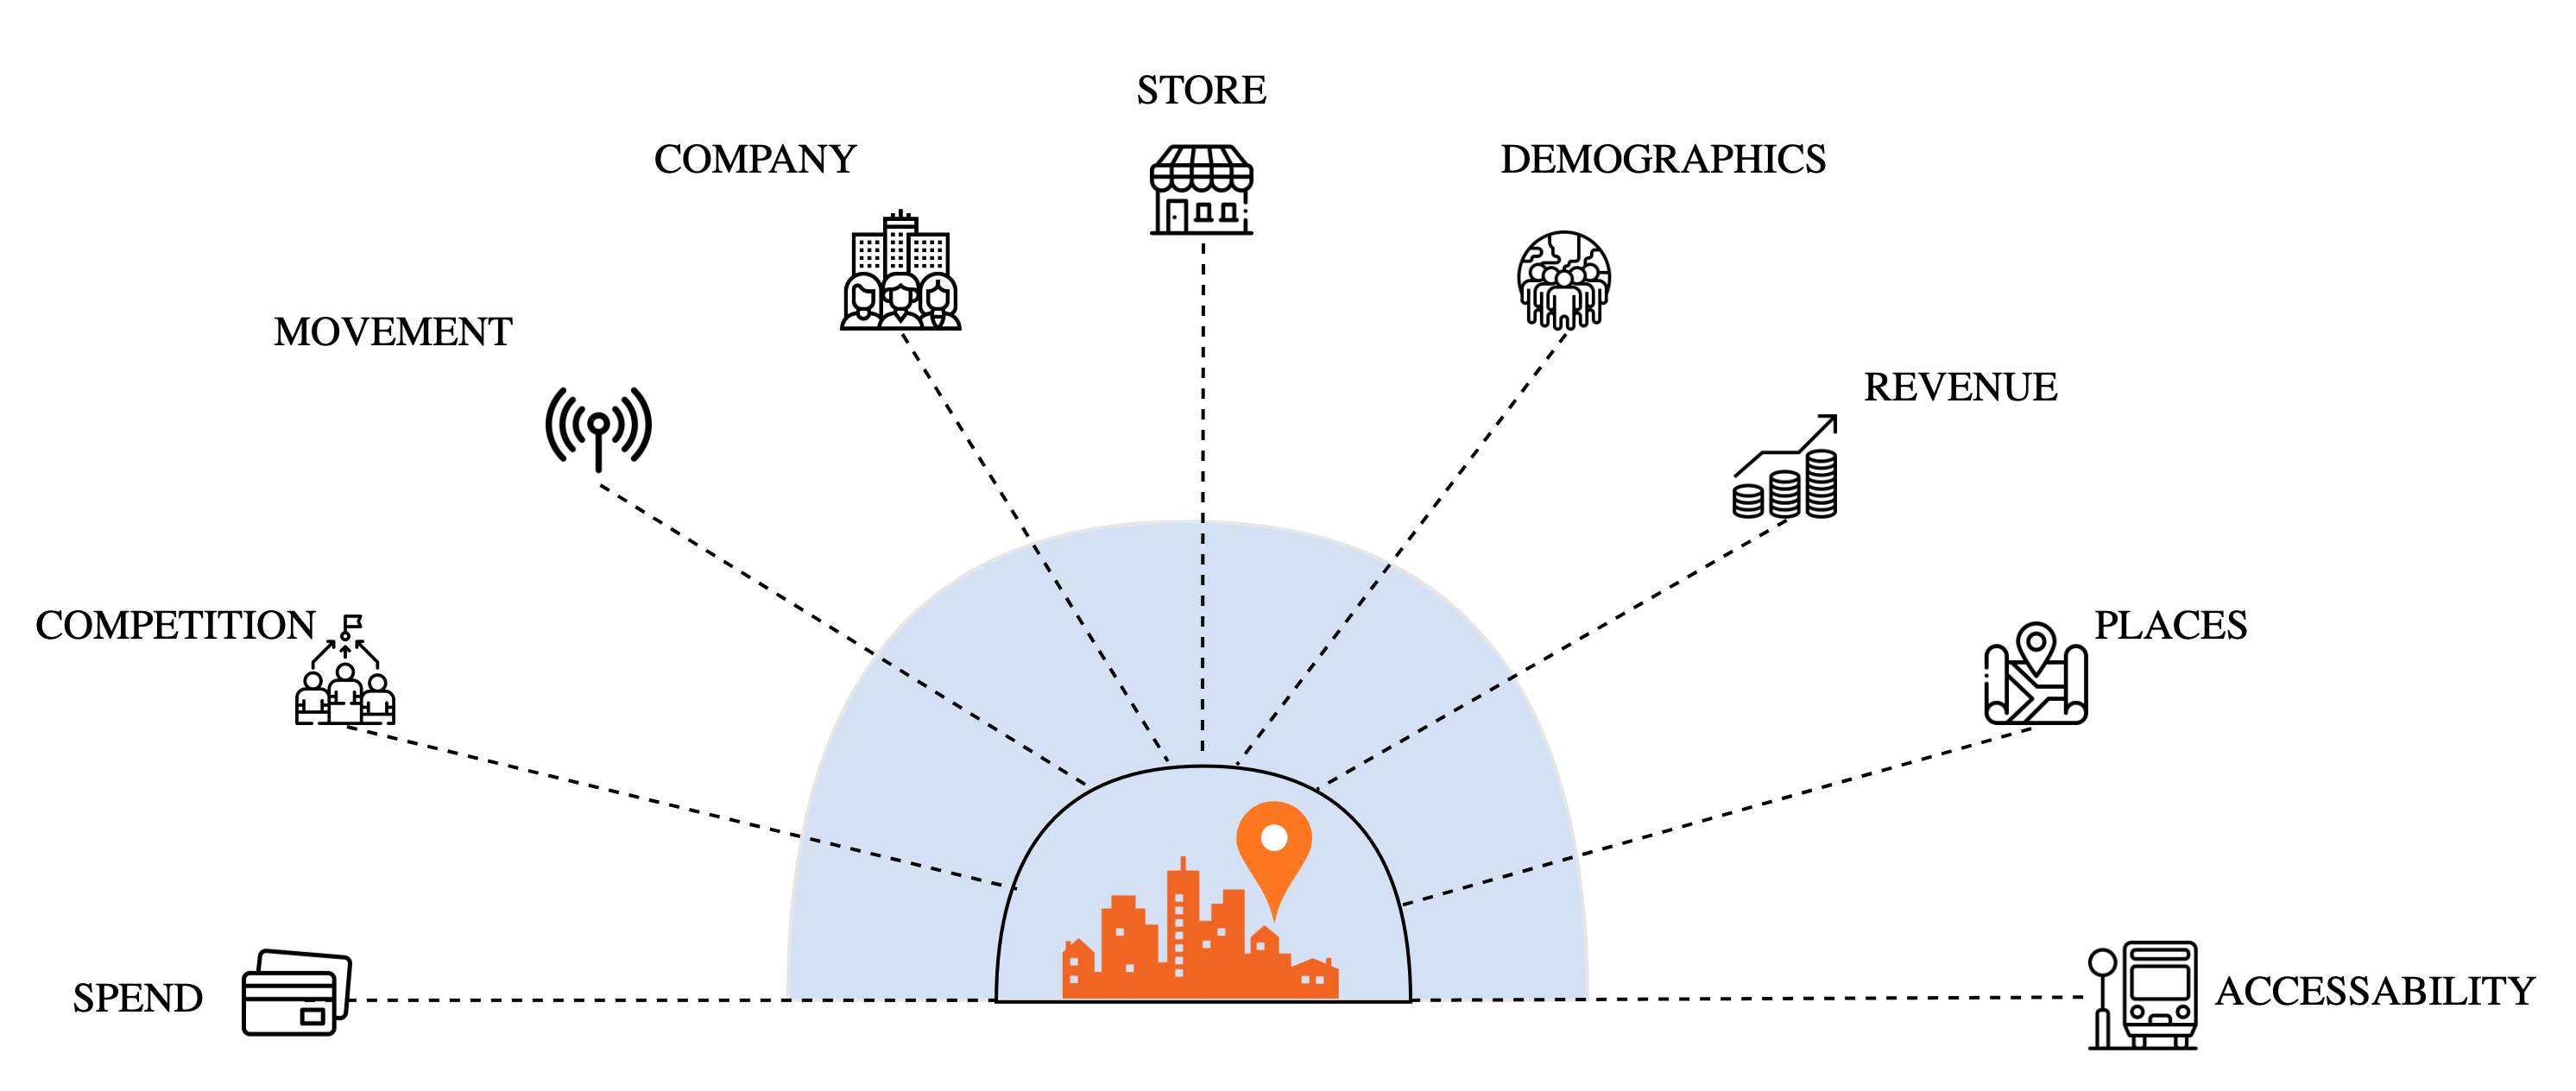 STORE
COMPANY
DEMOGRAPHICS
MOVEMENT
REVENUE
COMPETITION
PLACES
SPEND
ACCESSABILITY